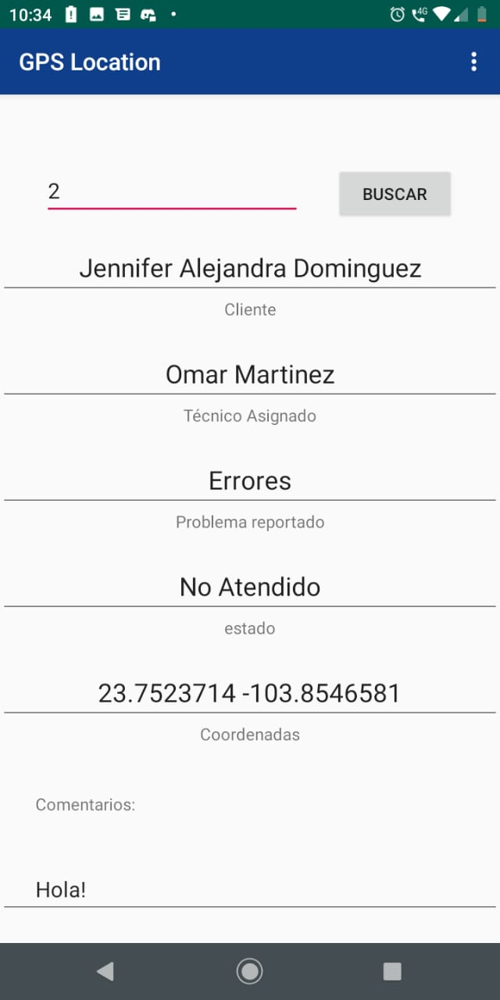 10:34
4G
GPS Location
2
BUSCAR
Jennifer Alejandra Dominguez
Cliente
Omar Martinez
Técnico Asignado
Errores
Problema reportado
No Atendido
estado
23.7523714 -103.8546581
Coordenadas
Comentarios:
Hola!